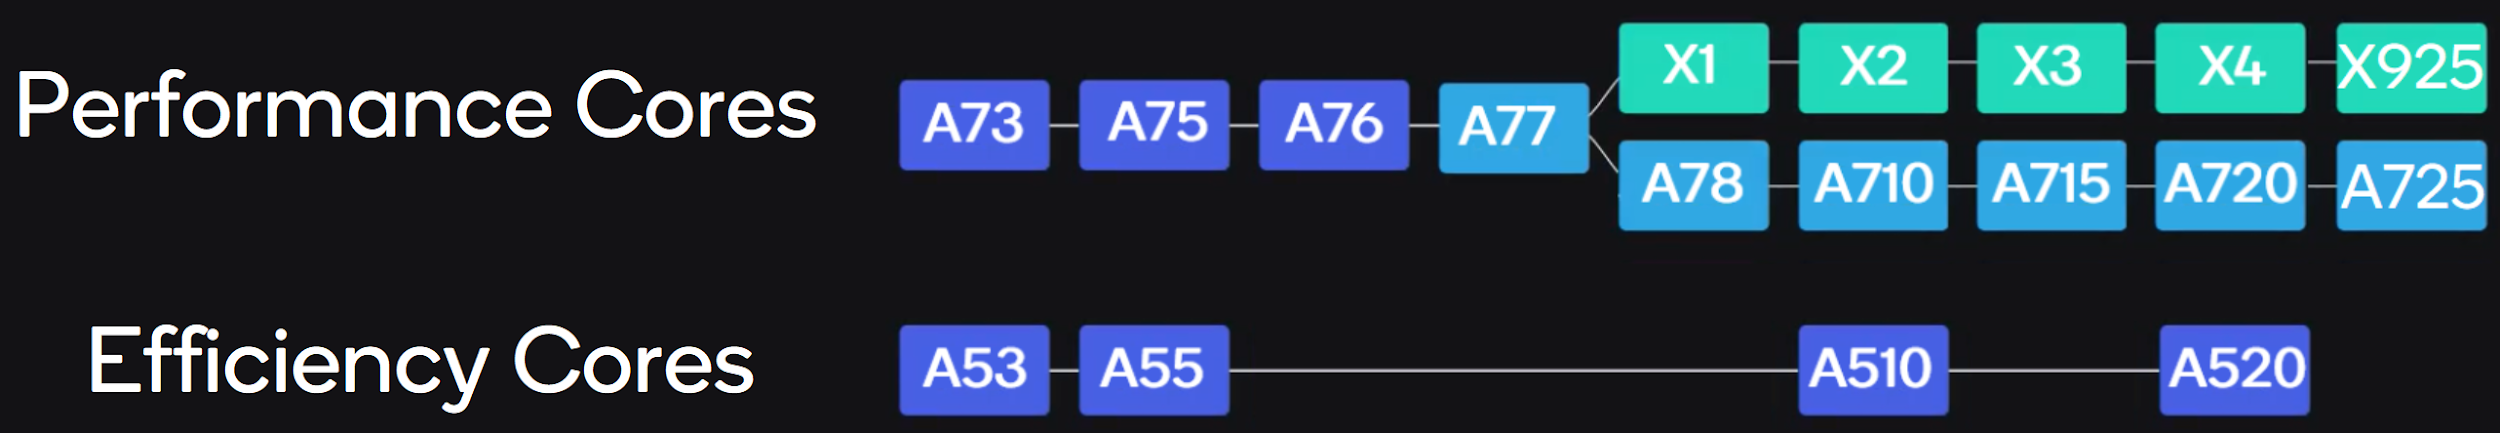 X1 X2 X3 X4 X925
Performance Cores A73 A75 A76 A77
A78 A710 A715 A720 A725
Efficiency Cores A53 A55 A510 A520